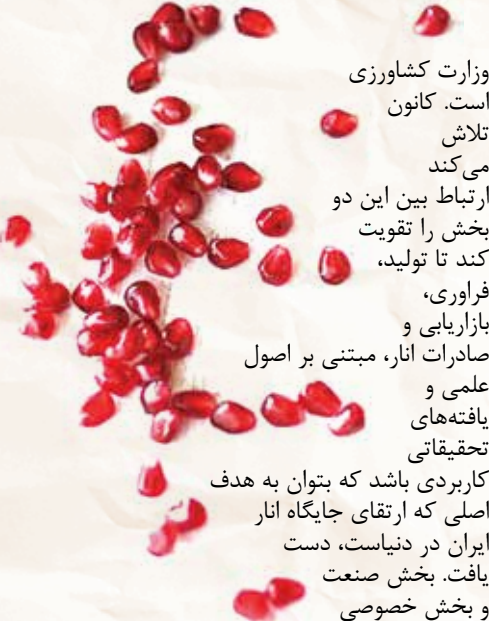 وزارت کشاورزی
است. کانون
تلاش
می‌کند
ارتباط بین این دو
بخش را تقویت
کند تا تولید،
فراوری،
بازاریابی و
صادرات انار، مبتنی بر اصول
علمی و
یافته‌های
تحقیقاتی
کاربردی باشد که بتوان به هدف
اصلی که ارتقای جایگاه انار
ایران در دنیاست، دست
یافت. بخش صنعت
و بخش خصوصی